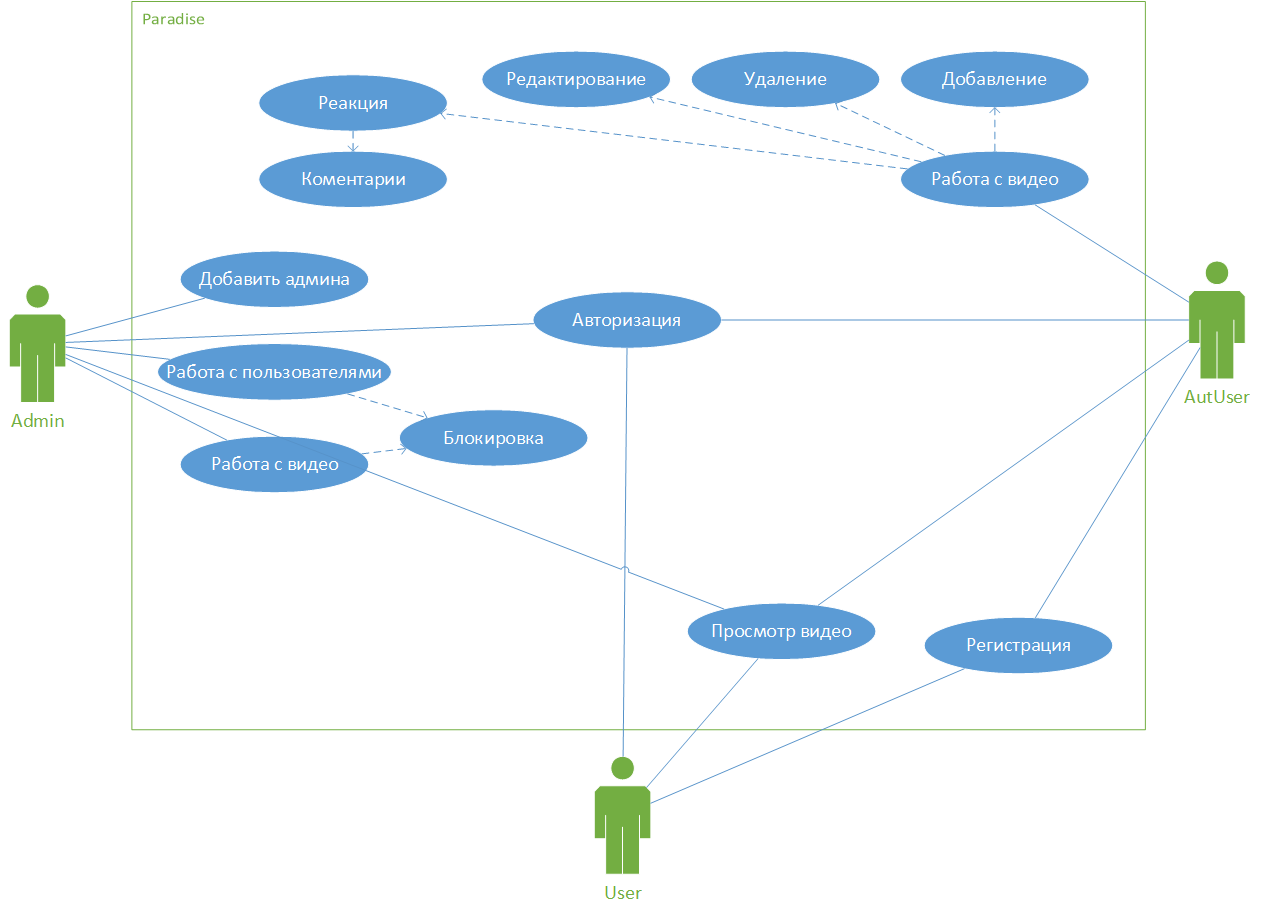 Paradise
Редактирование
Удаление
Добавление
Реакция
Коментарии
Работа с видео
Добавить админа
Авторизация
Работа с пользователями
Admin
AutUser
Блокировка
Работа с видео
Просмотр видео
Регистрация
User